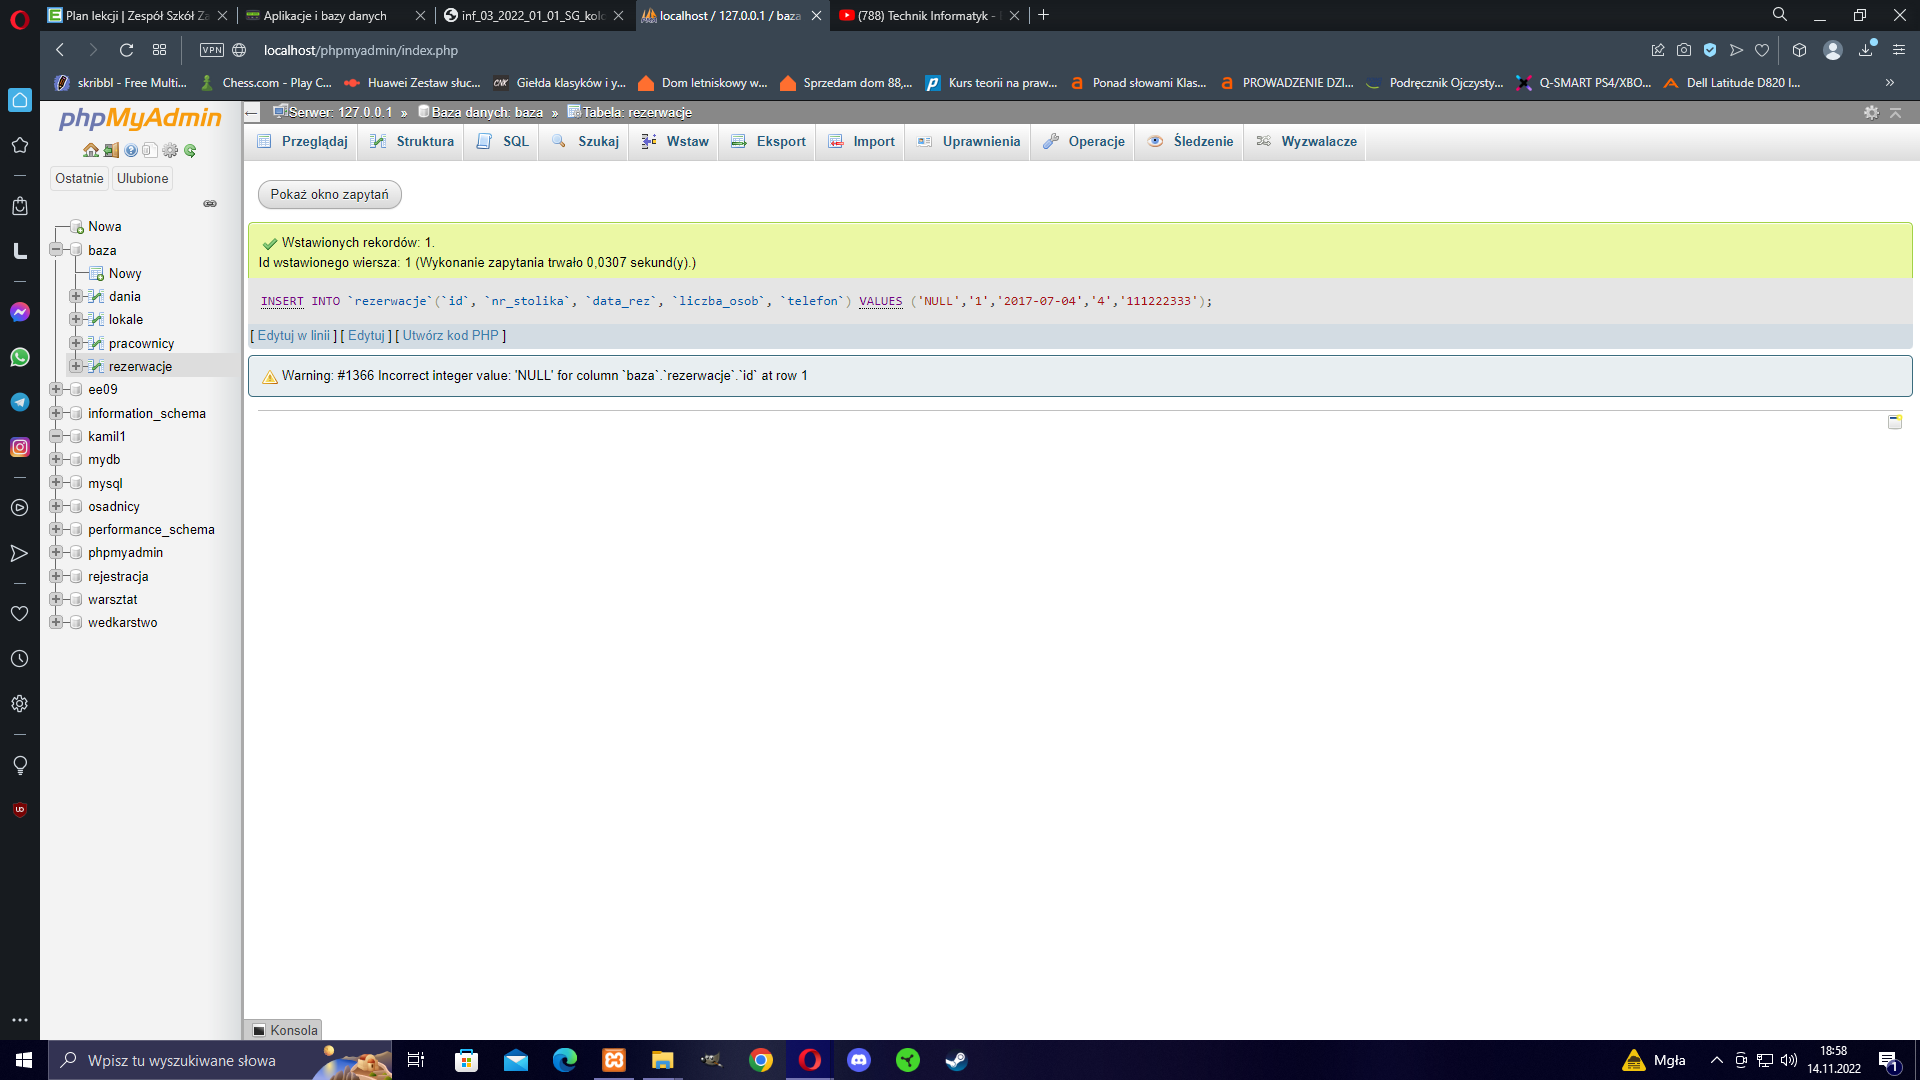 Plan lekcji | Zespół Szkół Za
Aplikacje i bazy danych
inf_03_2022_01_01_SG_kolo
localhost / 127.0.0.1 / baza
(788) Technik Informatyk -
VPN
localhost/phpmyadmin/index.php
skribbl - Free Multi...
Chess.com - Play C...
Huawei Zestaw słuc...
CNK
Giełda klasyków i y...
Dom letniskowy w...
Sprzedam dom 88,...
Kurs teorii na praw...
Ponad słowami Klas...
PROWADZENIE DZI...
Podręcznik Ojczysty...
Q-SMART PS4/XBO...
Dell Latitude D820 I...
»
phpMyAdmin
Ostatnie
Ulubione
Nowa
baza
Nowy
dania
lokale
pracownicy
rezerwacje
ee09
information_schema
kamil1
mydb
mysql
osadnicy
performance_schema
phpmyadmin
rejestracja
warsztat
wedkarstwo
Serwer: 127.0.0.1 » Baza danych: baza » Tabela: rezerwacje
Przeglądaj
Struktura
SQL
Szukaj
Wstaw
Eksport
Import
Uprawnienia
Operacje
Śledzenie
Wyzwalacze
Pokaż okno zapytań
Wstawionych rekordów: 1.
Id wstawionego wiersza: 1 (Wykonanie zapytania trwało 0,0307 sekund(y).)
INSERT INTO `rezerwacje`(`id`, `nr_stolika`, `data_rez`, `liczba_osob`, `telefon`) VALUES ('NULL','1','2017-07-04','4','111222333');
[ Edytuj w linii ] [ Edytuj ] [ Utwórz kod PHP ]
Warning: #1366 Incorrect integer value: 'NULL' for column `baza`.`rezerwacje`.`id` at row 1
Konsola
Wpisz tu wyszukiwane słowa
Mgła
18:58
14.11.2022
1